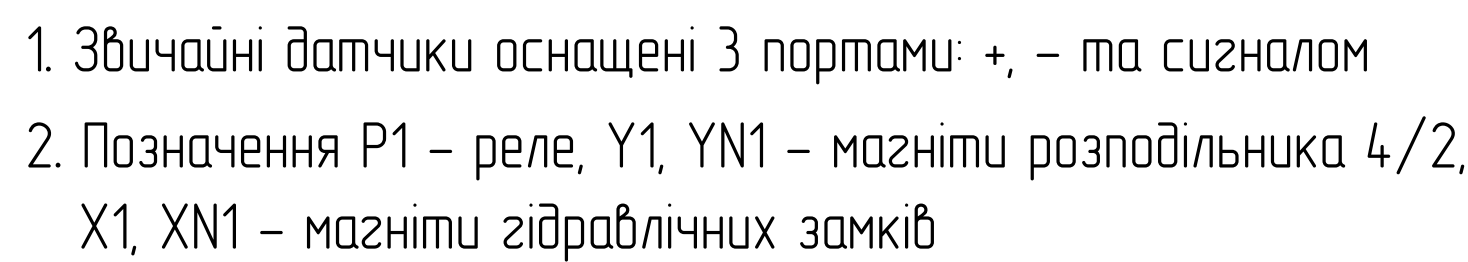 1. Звичайні датчики оснащені 3 портами: +, – та сигналом
2. Позначення Р1 – реле, Y1, YN1 – магніти розподільника 4/2,
X1, XN1 – магніти гідравлічних замків